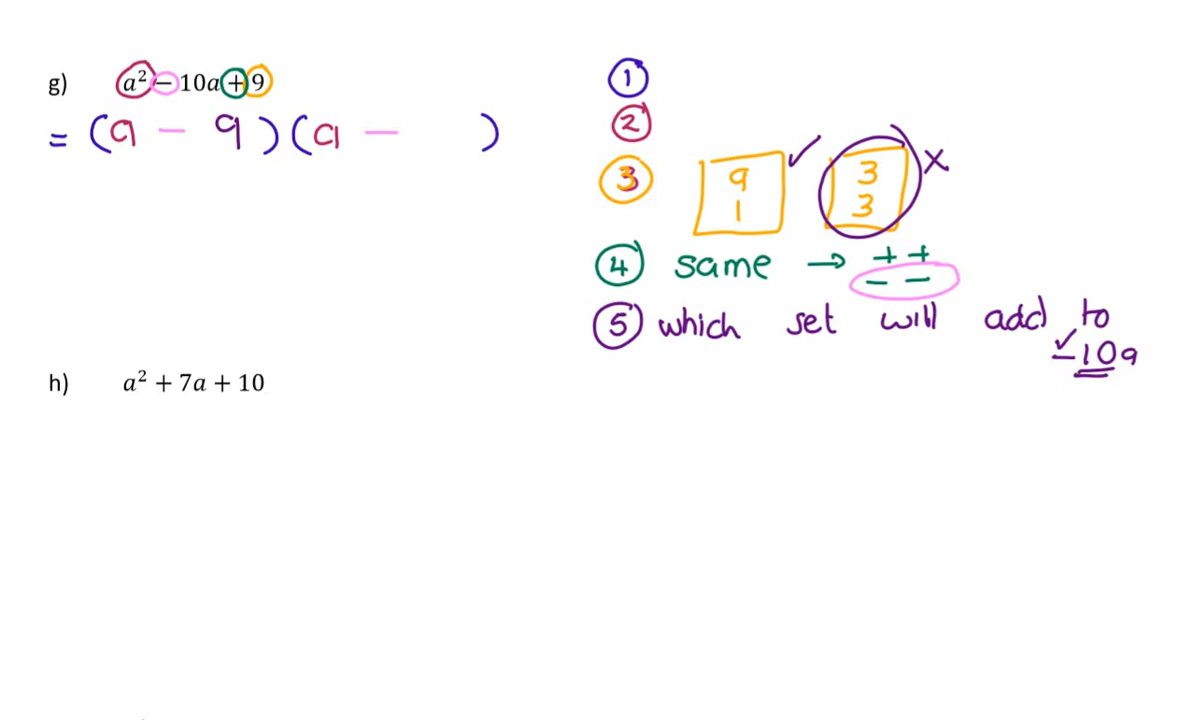 g) a² − 10a + 9
= (a − 9)(a − )
①
②
③ 9 1 ✓ 3 3 ×
④ same → + +
− −
⑤ which set will add to
✓
−10a
h) a² + 7a + 10